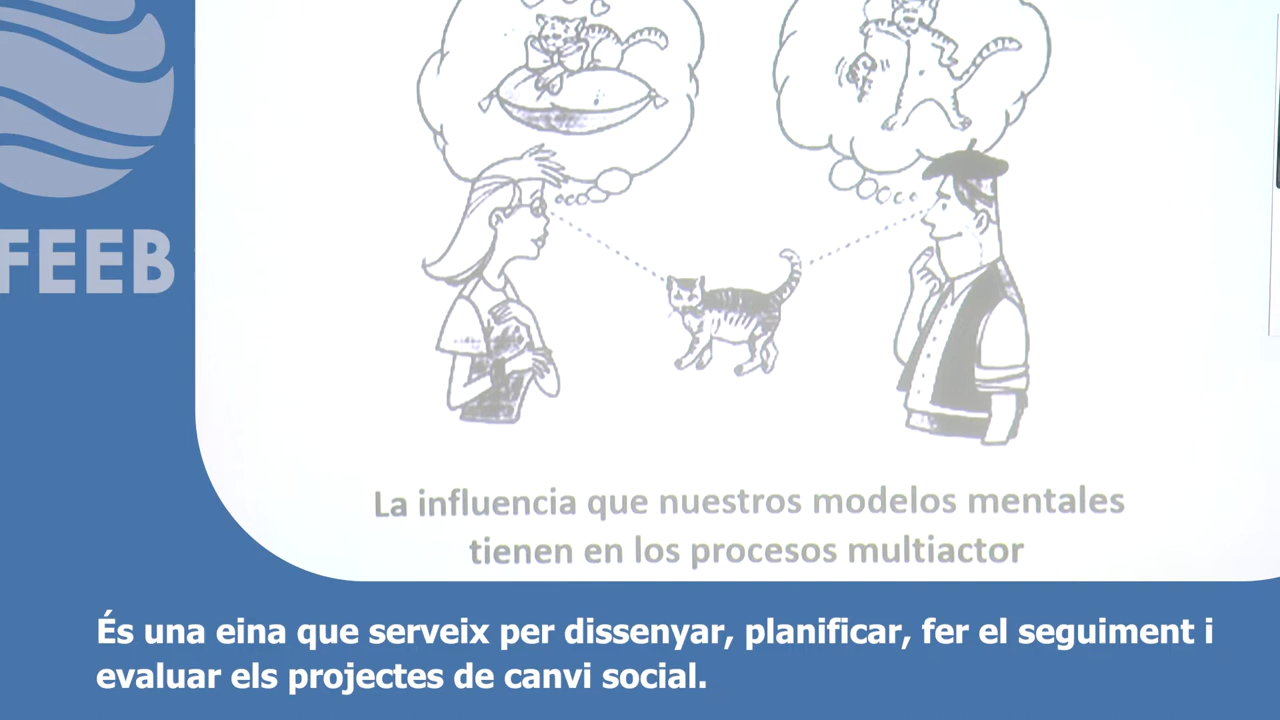 FEEB
La influencia que nuestros modelos mentales
tienen en los procesos multiactor
És una eina que serveix per dissenyar, planificar, fer el seguiment i
evaluar els projectes de canvi social.